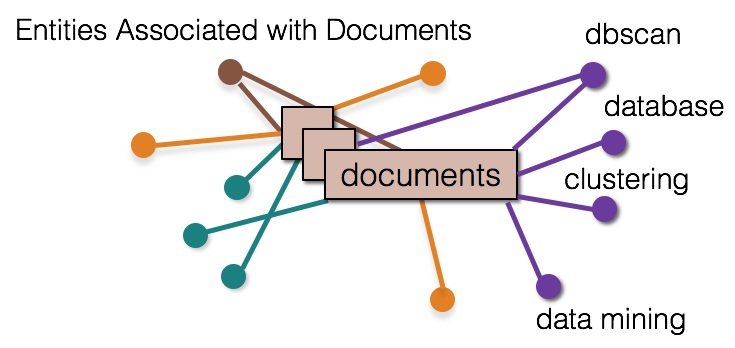 Entities Associated with Documents
dbscan
database
documents
clustering
data mining